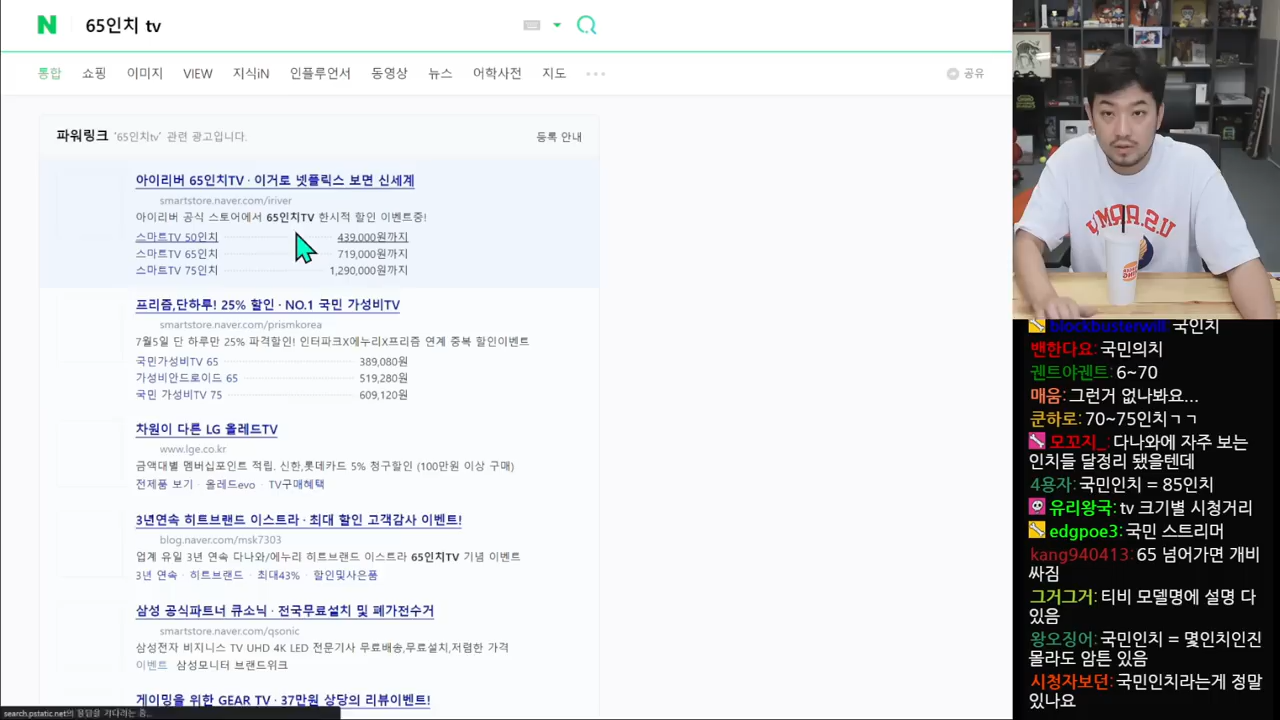 N 65인치 tv
통합 쇼핑 이미지 VIEW 지식iN 인플루언서 동영상 뉴스 어학사전 지도 공유
파워링크 '65인치tv' 관련 광고입니다. 등록 안내
아이리버 65인치TV · 이거로 넷플릭스 보면 신세계
smartstore.naver.com/iriver
아이리버 공식 스토어에서 65인치TV 한시적 할인 이벤트중!
스마트TV 50인치 439,000원까지
스마트TV 65인치 719,000원까지
스마트TV 75인치 1,290,000원까지
프리즘,단하루! 25% 할인 · NO.1 국민 가성비TV
smartstore.naver.com/prismkorea
7월5일 단 하루만 25% 파격할인! 인터파크X에누리X프리즘 연계 중복 할인이벤트
국민가성비TV 65 389,080원
가성비안드로이드 65 519,280원
국민 가성비TV 75 609,120원
차원이 다른 LG 올레드TV
www.lge.co.kr
금액대별 멤버십포인트 적립. 신한,롯데카드 5% 청구할인 (100만원 이상 구매)
전제품 보기 · 올레드evo · TV구매혜택
3년연속 히트브랜드 이스트라 · 최대 할인 고객감사 이벤트!
blog.naver.com/msk7303
업계 유일 3년 연속 다나와/에누리 히트브랜드 이스트라 65인치TV 기념 이벤트
3년 연속 · 히트브랜드 · 최대43% · 할인및사은품
삼성 공식파트너 큐소닉 · 전국무료설치 및 폐가전수거
smartstore.naver.com/qsonic
삼성전자 비지니스 TV UHD 4K LED 전문기사 무료배송,무료설치,저렴한 가격
이벤트 삼성모니터 브랜드위크
게이밍을 위한 GEAR TV · 37만원 상당의 리뷰이벤트!
search.pstatic.net의 응답을 기다리는 중...
U.S.ARMY
BURGER KING
blockbusterwill: 국인치
밴한다요: 국민의치
퀜트야퀜트: 6~70
매움: 그런거 없나봐요...
쿤하로: 70~75인치ㄱㄱ
모꼬지_: 다나와에 자주 보는
인치들 달정리 됐을텐데
4용자: 국민인치 = 85인치
유리왕국: tv 크기별 시청거리
edgpoe3: 국민 스트리머
kang940413: 65 넘어가면 개비
싸짐
그거그거: 티비 모델명에 설명 다
있음
왕오징어: 국민인치 = 몇인치인진
몰라도 암튼 있음
시청자보던: 국민인치라는게 정말
있나요